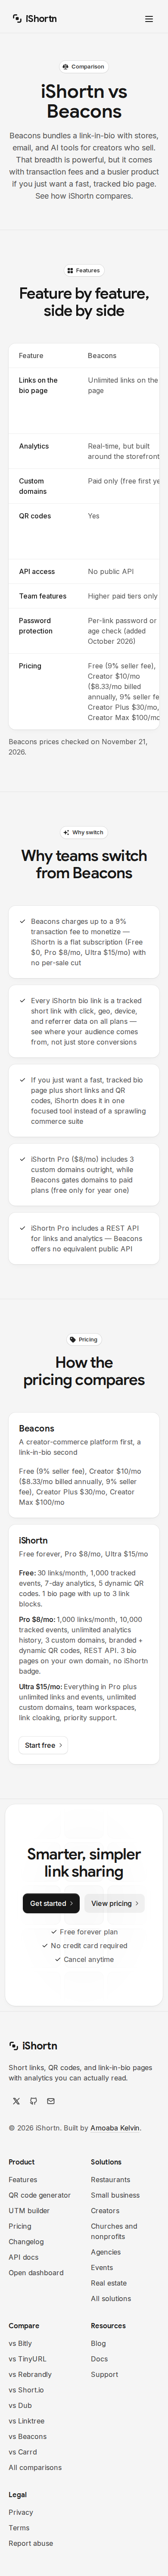 iShortn
Comparison
iShortn vs
Beacons
Beacons bundles a link-in-bio with stores,
email, and AI tools for creators who sell.
That breadth is powerful, but it comes
with transaction fees and a busier product
if you just want a fast, tracked bio page.
See how iShortn compares.
Features
Feature by feature,
side by side
Feature Beacons
Links on the Unlimited links on the
bio page page
Analytics Real-time, but built
around the storefront
Custom Paid only (free first ye
domains
QR codes Yes
API access No public API
Team features Higher paid tiers only
Password Per-link password or
protection age check (added
October 2026)
Pricing Free (9% seller fee),
Creator $10/mo
($8.33/mo billed
annually, 9% seller fe
Creator Plus $30/mo,
Creator Max $100/mo
Beacons prices checked on November 21,
2026.
Why switch
Why teams switch
from Beacons
Beacons charges up to a 9%
transaction fee to monetize —
iShortn is a flat subscription (Free
$0, Pro $8/mo, Ultra $15/mo) with
no per-sale cut
Every iShortn bio link is a tracked
short link with click, geo, device,
and referrer data on all plans —
see where your audience comes
from, not just store conversions
If you just want a fast, tracked bio
page plus short links and QR
codes, iShortn does it in one
focused tool instead of a sprawling
commerce suite
iShortn Pro ($8/mo) includes 3
custom domains outright, while
Beacons gates domains to paid
plans (free only for year one)
iShortn Pro includes a REST API
for links and analytics — Beacons
offers no equivalent public API
Pricing
How the
pricing compares
Beacons
A creator-commerce platform first, a
link-in-bio second
Free (9% seller fee), Creator $10/mo
($8.33/mo billed annually, 9% seller
fee), Creator Plus $30/mo, Creator
Max $100/mo
iShortn
Free forever, Pro $8/mo, Ultra $15/mo
Free: 30 links/month, 1,000 tracked
events, 7-day analytics, 5 dynamic QR
codes. 1 bio page with up to 3 link
blocks.
Pro $8/mo: 1,000 links/month, 10,000
tracked events, unlimited analytics
history, 3 custom domains, branded +
dynamic QR codes, REST API. 3 bio
pages on your own domain, no iShortn
badge.
Ultra $15/mo: Everything in Pro plus
unlimited links and events, unlimited
custom domains, team workspaces,
link cloaking, priority support.
Start free
Smarter, simpler
link sharing
Get started View pricing
Free forever plan
No credit card required
Cancel anytime
iShortn
Short links, QR codes, and link-in-bio pages
with analytics you can actually read.
© 2026 iShortn. Built by Amoaba Kelvin.
Product Resources
Features Restaurants
QR code generator Small business
UTM builder Creators
Pricing Churches and
nonprofits
Changelog Agencies
API docs Events
Open dashboard Real estate
All solutions
Compare Resources
vs Bitly Blog
vs TinyURL Docs
vs Rebrandly Support
vs Short.io
vs Dub
vs Linktree
vs Beacons
vs Carrd
All comparisons
Legal
Privacy
Terms
Report abuse